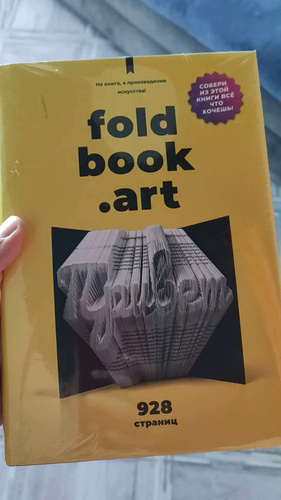 Не книга, а произведение
искусства!
СОБЕРИ
ИЗ ЭТОЙ
КНИГИ ВСЁ
ЧТО
ХОЧЕШЬ!
fold
book
.art
Привет
928
страниц